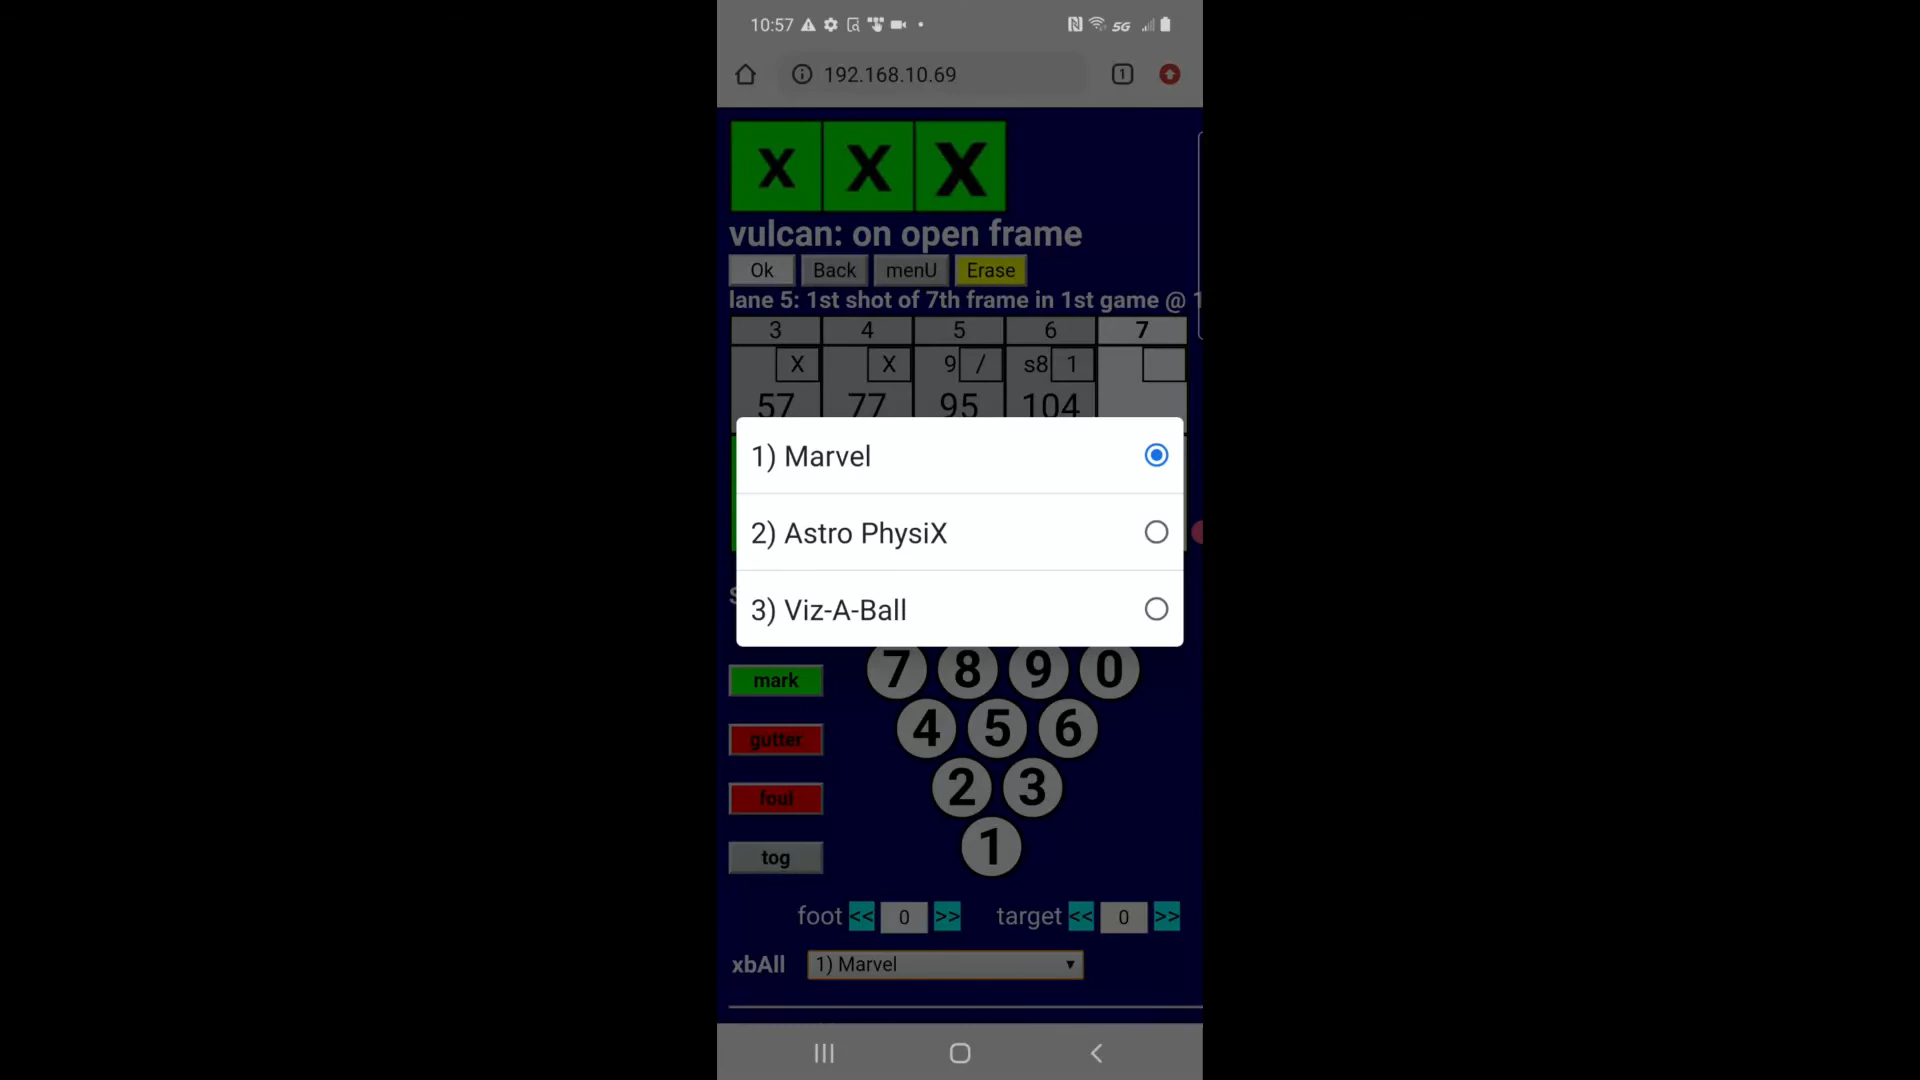 10:57 5G
192.168.10.69 1
X X X
vulcan: on open frame
Ok Back menU Erase
lane 5: 1st shot of 7th frame in 1st game @ 1
3 4 5 6 7
X X 9 / s8 1
57 77 95 104
1) Marvel
2) Astro PhysiX
3) Viz-A-Ball
7 8 9 0
mark
4 5 6
gutter
2 3
foul
1
tog
foot << 0 >> target << 0 >>
xbAll 1) Marvel